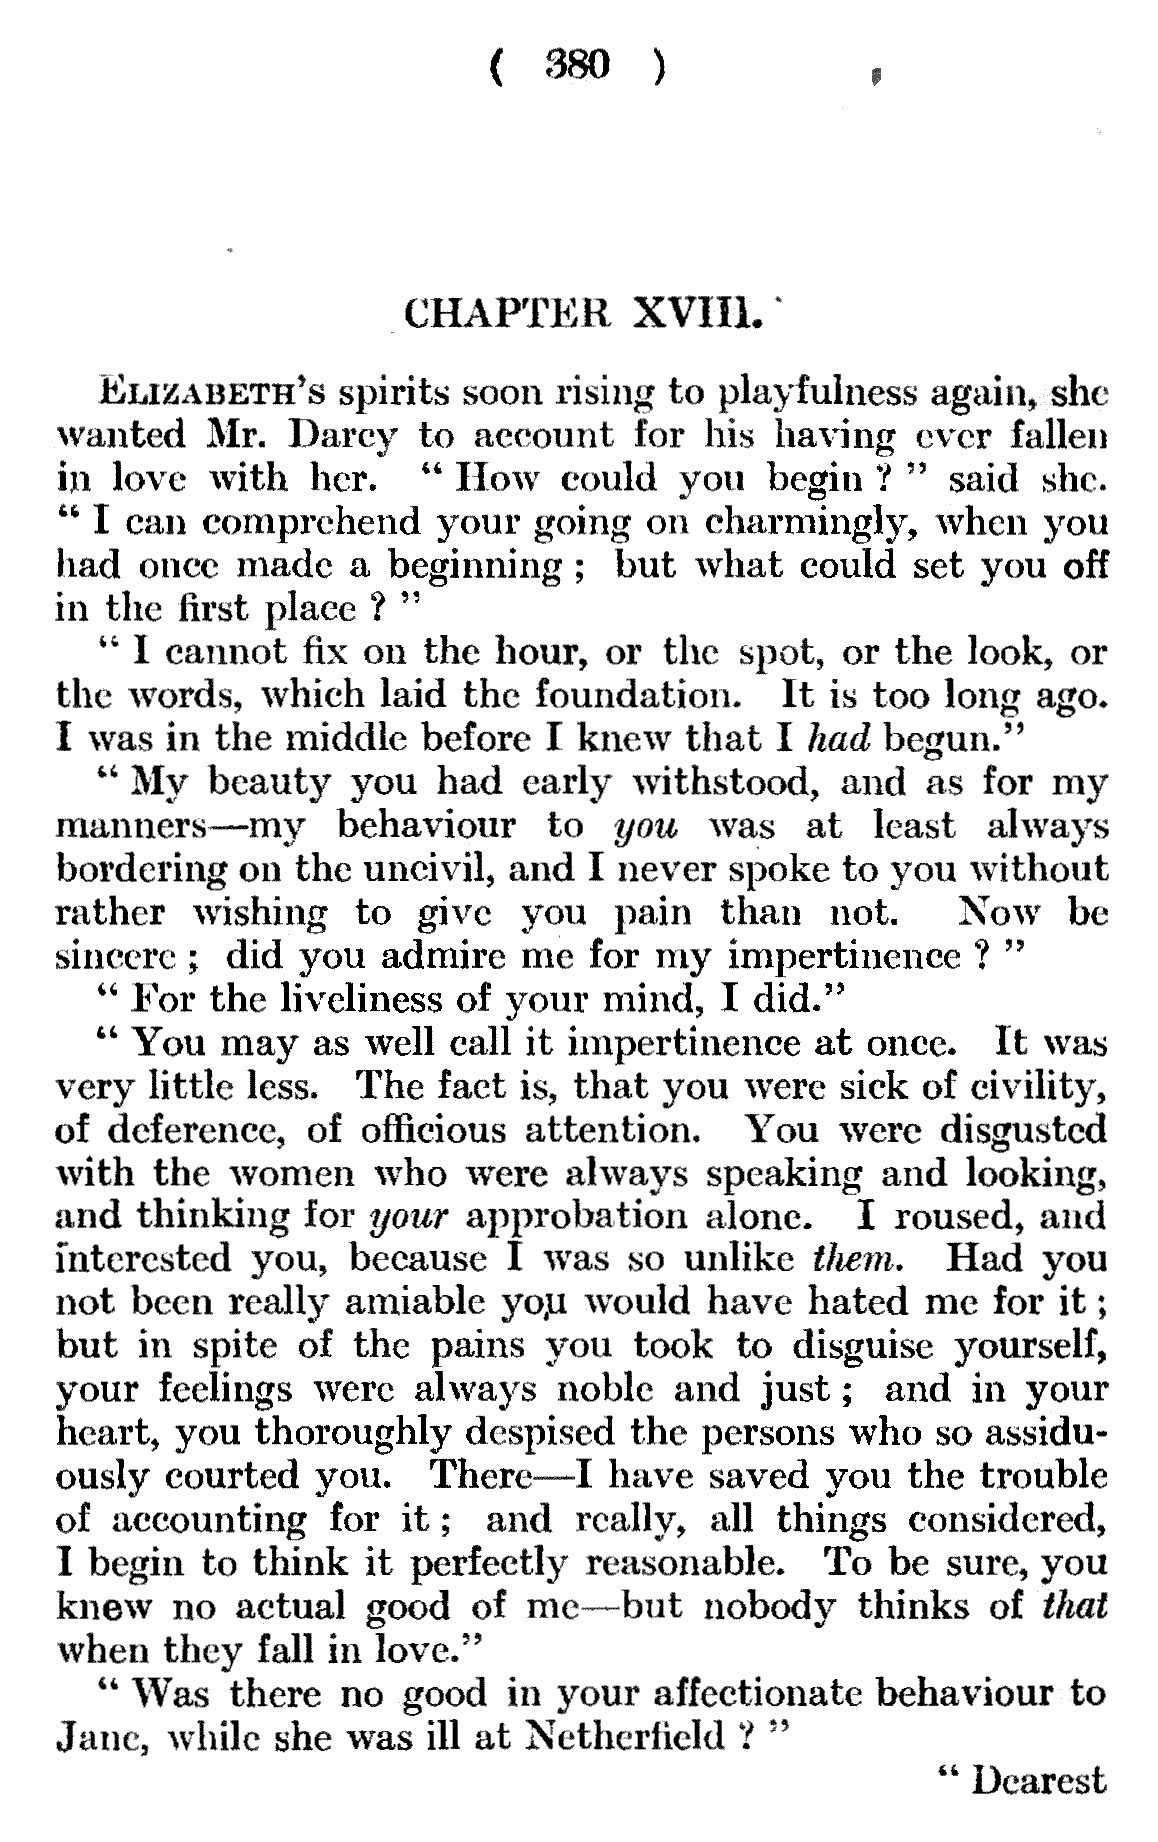 ( 380 )
CHAPTER XVIII.
ELIZABETH's spirits soon rising to playfulness again, she
wanted Mr. Darcy to account for his having ever fallen
in love with her. “ How could you begin ? ” said she.
“ I can comprehend your going on charmingly, when you
had once made a beginning ; but what could set you off
in the first place ? ”
“ I cannot fix on the hour, or the spot, or the look, or
the words, which laid the foundation. It is too long ago.
I was in the middle before I knew that I had begun.”
“ My beauty you had early withstood, and as for my
manners—my behaviour to you was at least always
bordering on the uncivil, and I never spoke to you without
rather wishing to give you pain than not. Now be
sincere ; did you admire me for my impertinence ? ”
“ For the liveliness of your mind, I did.”
“ You may as well call it impertinence at once. It was
very little less. The fact is, that you were sick of civility,
of deference, of officious attention. You were disgusted
with the women who were always speaking and looking,
and thinking for your approbation alone. I roused, and
interested you, because I was so unlike them. Had you
not been really amiable you would have hated me for it ;
but in spite of the pains you took to disguise yourself,
your feelings were always noble and just ; and in your
heart, you thoroughly despised the persons who so assidu-
ously courted you. There—I have saved you the trouble
of accounting for it ; and really, all things considered,
I begin to think it perfectly reasonable. To be sure, you
knew no actual good of me—but nobody thinks of that
when they fall in love.”
“ Was there no good in your affectionate behaviour to
Jane, while she was ill at Netherfield ? ”
“ Dearest